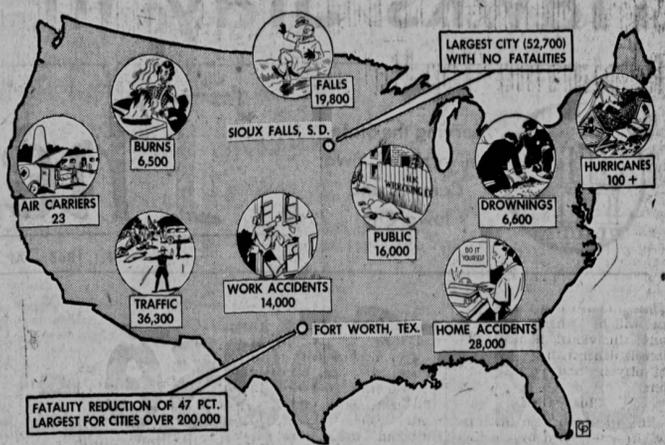 LARGEST CITY (52,700)
WITH NO FATALITIES
FALLS
19,800
SIOUX FALLS, S. D.
BURNS
6,500
HURRICANES
100 +
AIR CARRIERS
23
DROWNINGS
6,600
WRECKING
PUBLIC
16,000
DO IT
YOURSELF
WORK ACCIDENTS
14,000
TRAFFIC
36,300
FORT WORTH, TEX.
HOME ACCIDENTS
28,000
FATALITY REDUCTION OF 47 PCT.
LARGEST FOR CITIES OVER 200,000
CP